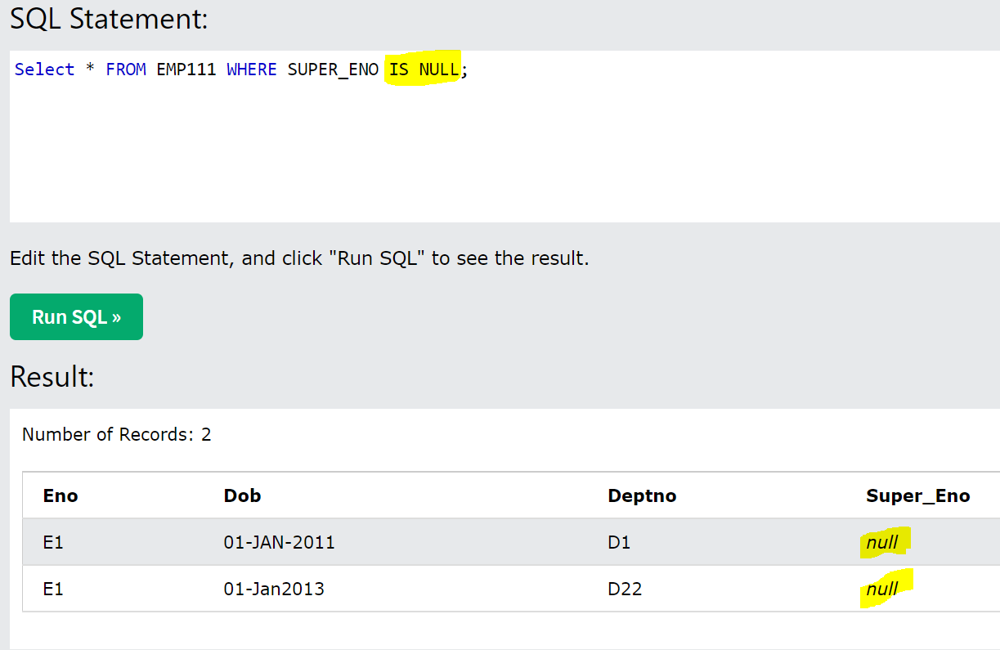 SQL Statement:
Select * FROM EMP111 WHERE SUPER_ENO IS NULL;
Edit the SQL Statement, and click "Run SQL" to see the result.
Run SQL »
Result:
Number of Records: 2
Eno Dob Deptno Super_Eno
E1 01-JAN-2011 D1 null
E1 01-Jan2013 D22 null